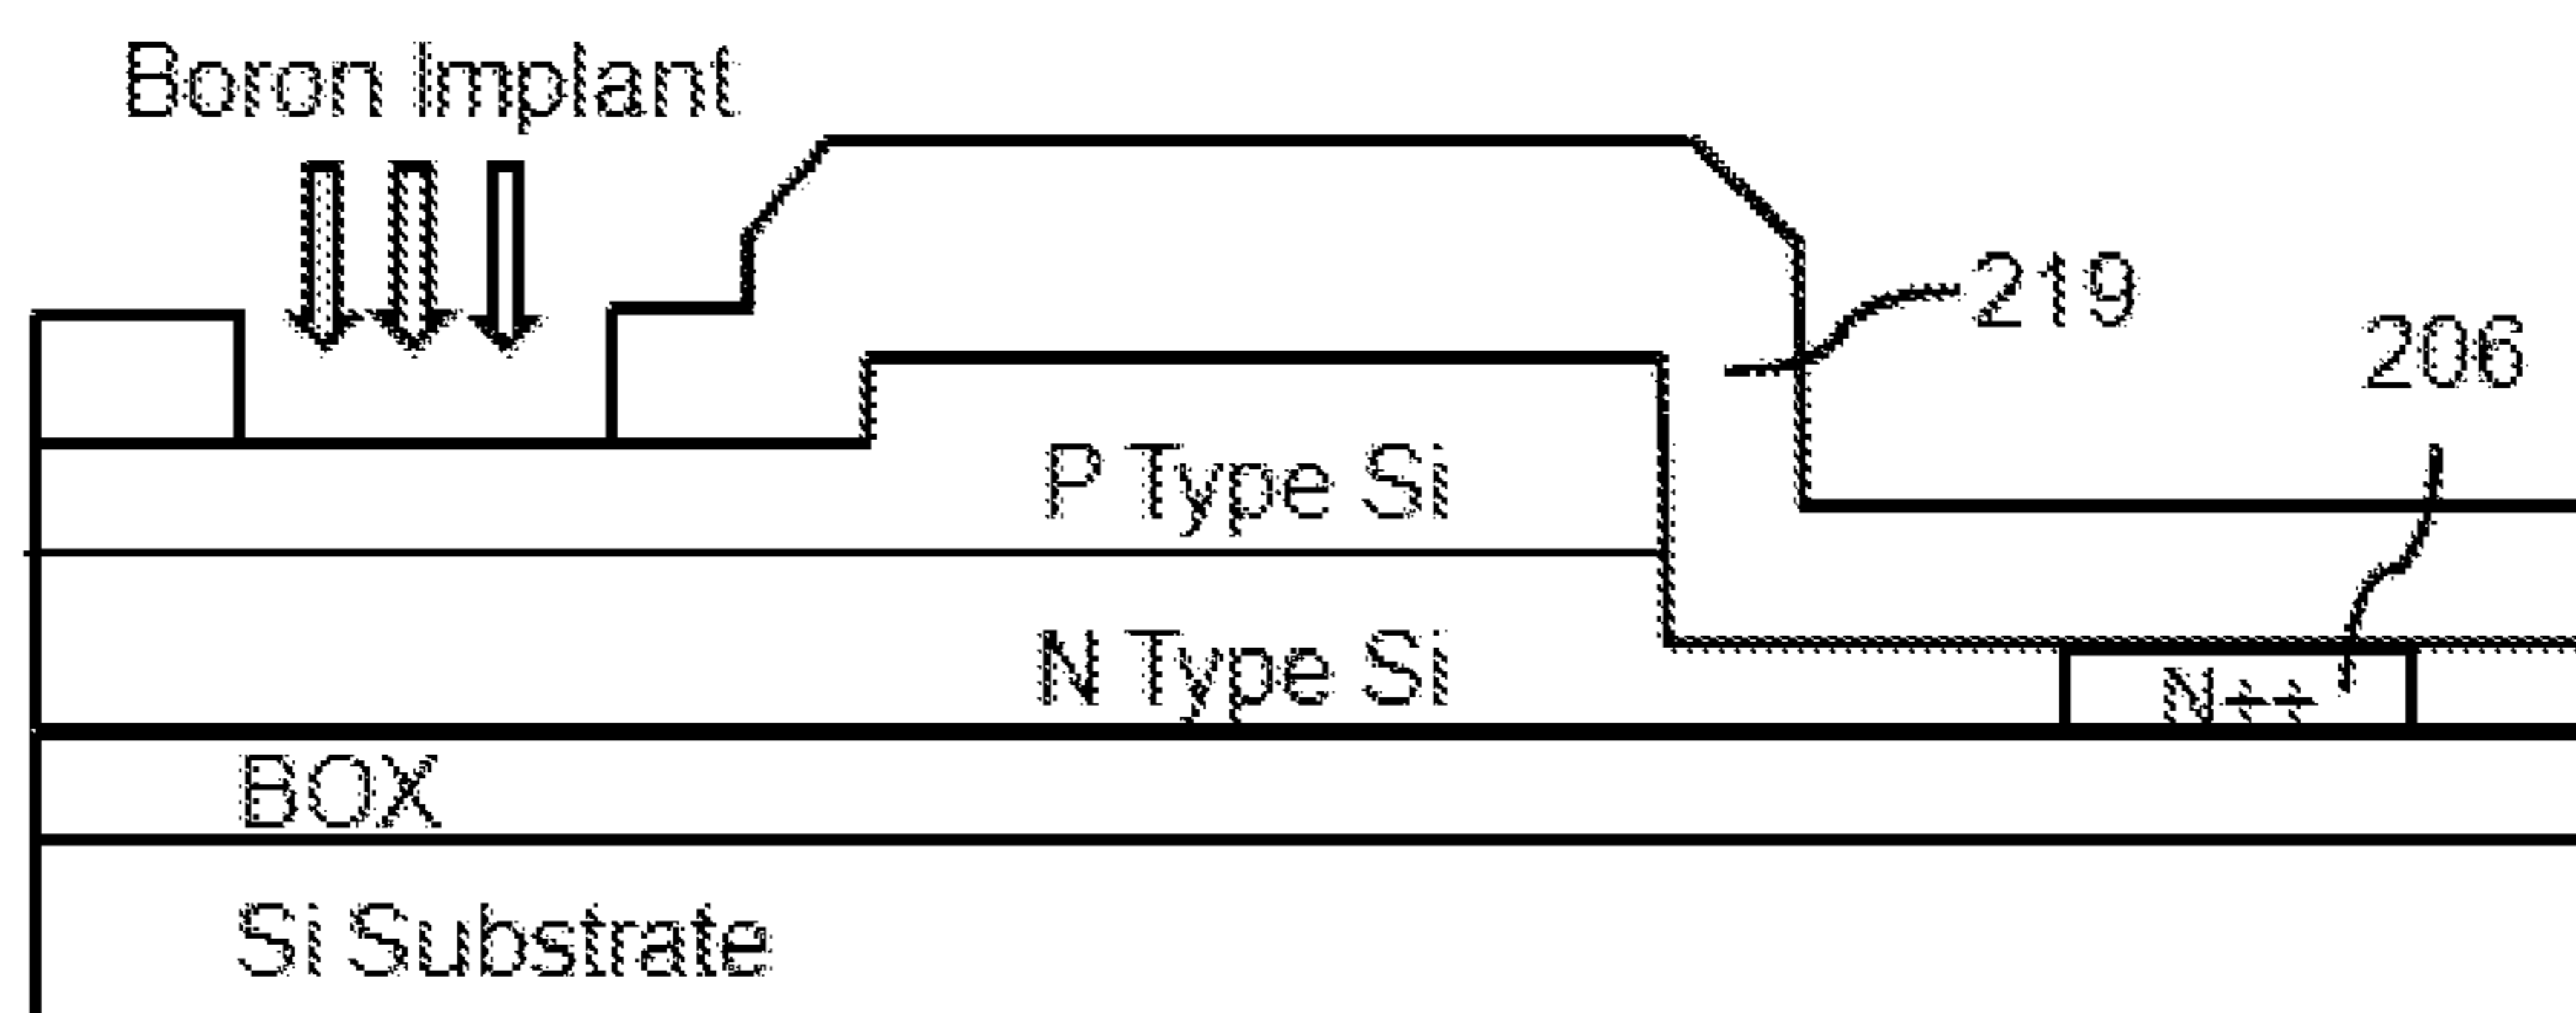 Boron Implant
219
206
P Type Si
N Type Si
N++
BOX
Si Substrate